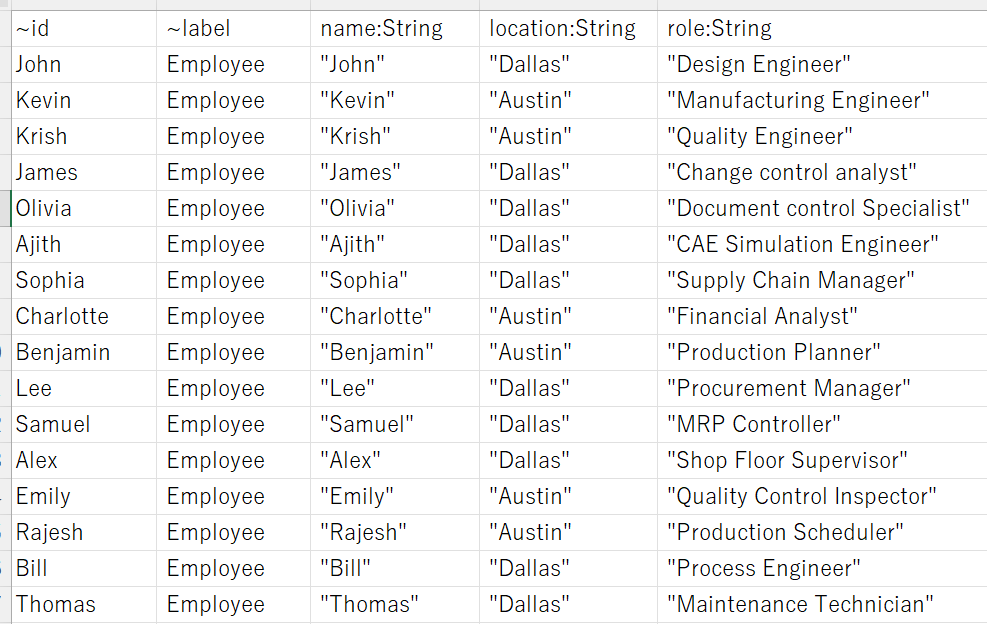 ~id ~label name:String location:String role:String
John Employee "John" "Dallas" "Design Engineer"
Kevin Employee "Kevin" "Austin" "Manufacturing Engineer"
Krish Employee "Krish" "Austin" "Quality Engineer"
James Employee "James" "Dallas" "Change control analyst"
Olivia Employee "Olivia" "Dallas" "Document control Specialist"
Ajith Employee "Ajith" "Dallas" "CAE Simulation Engineer"
Sophia Employee "Sophia" "Dallas" "Supply Chain Manager"
Charlotte Employee "Charlotte" "Austin" "Financial Analyst"
Benjamin Employee "Benjamin" "Austin" "Production Planner"
Lee Employee "Lee" "Dallas" "Procurement Manager"
Samuel Employee "Samuel" "Dallas" "MRP Controller"
Alex Employee "Alex" "Dallas" "Shop Floor Supervisor"
Emily Employee "Emily" "Austin" "Quality Control Inspector"
Rajesh Employee "Rajesh" "Austin" "Production Scheduler"
Bill Employee "Bill" "Dallas" "Process Engineer"
Thomas Employee "Thomas" "Dallas" "Maintenance Technician"